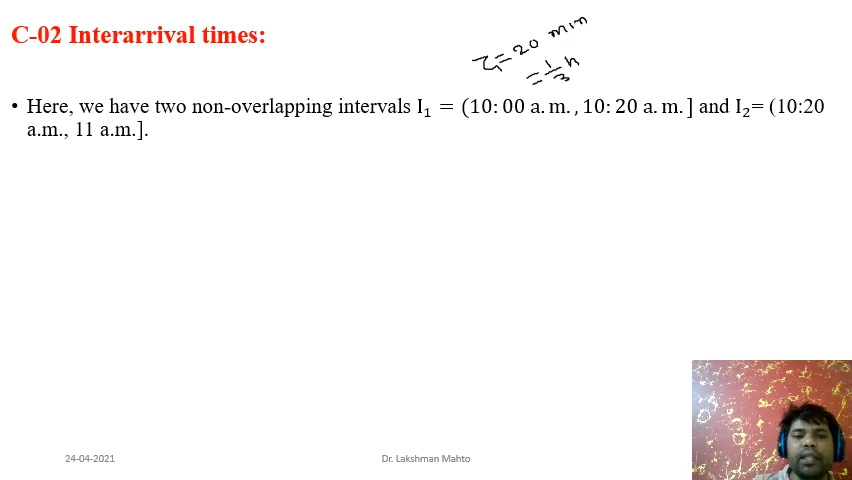 C-02 Interarrival times:
τ₁ = 20 min
= 1/3 h
• Here, we have two non-overlapping intervals I₁ = (10: 00 a. m. , 10: 20 a. m. ] and I₂= (10:20
a.m., 11 a.m.].
24-04-2021
Dr. Lakshman Mahto